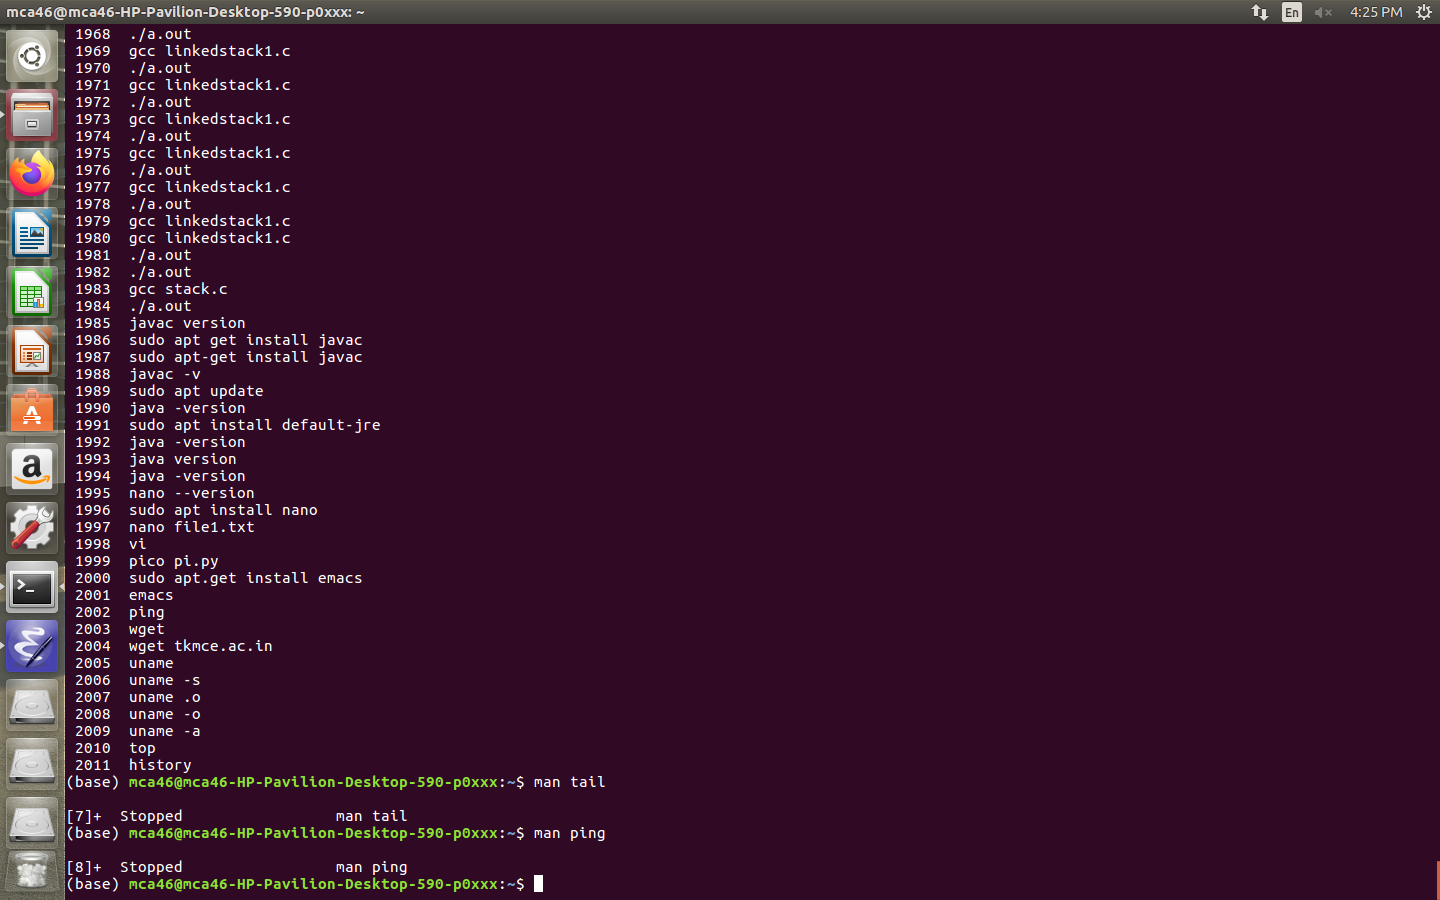 mca46@mca46-HP-Pavilion-Desktop-590-p0xxx: ~
En
4:25 PM
1968 ./a.out
1969 gcc linkedstack1.c
1970 ./a.out
1971 gcc linkedstack1.c
1972 ./a.out
1973 gcc linkedstack1.c
1974 ./a.out
1975 gcc linkedstack1.c
1976 ./a.out
1977 gcc linkedstack1.c
1978 ./a.out
1979 gcc linkedstack1.c
1980 gcc linkedstack1.c
1981 ./a.out
1982 ./a.out
1983 gcc stack.c
1984 ./a.out
1985 javac version
1986 sudo apt get install javac
1987 sudo apt-get install javac
1988 javac -v
1989 sudo apt update
1990 java -version
1991 sudo apt install default-jre
1992 java -version
1993 java version
1994 java -version
1995 nano --version
1996 sudo apt install nano
1997 nano file1.txt
1998 vi
1999 pico pi.py
2000 sudo apt.get install emacs
2001 emacs
2002 ping
2003 wget
2004 wget tkmce.ac.in
2005 uname
2006 uname -s
2007 uname .o
2008 uname -o
2009 uname -a
2010 top
2011 history
(base) mca46@mca46-HP-Pavilion-Desktop-590-p0xxx:~$ man tail
[7]+ Stopped man tail
(base) mca46@mca46-HP-Pavilion-Desktop-590-p0xxx:~$ man ping
[8]+ Stopped man ping
(base) mca46@mca46-HP-Pavilion-Desktop-590-p0xxx:~$